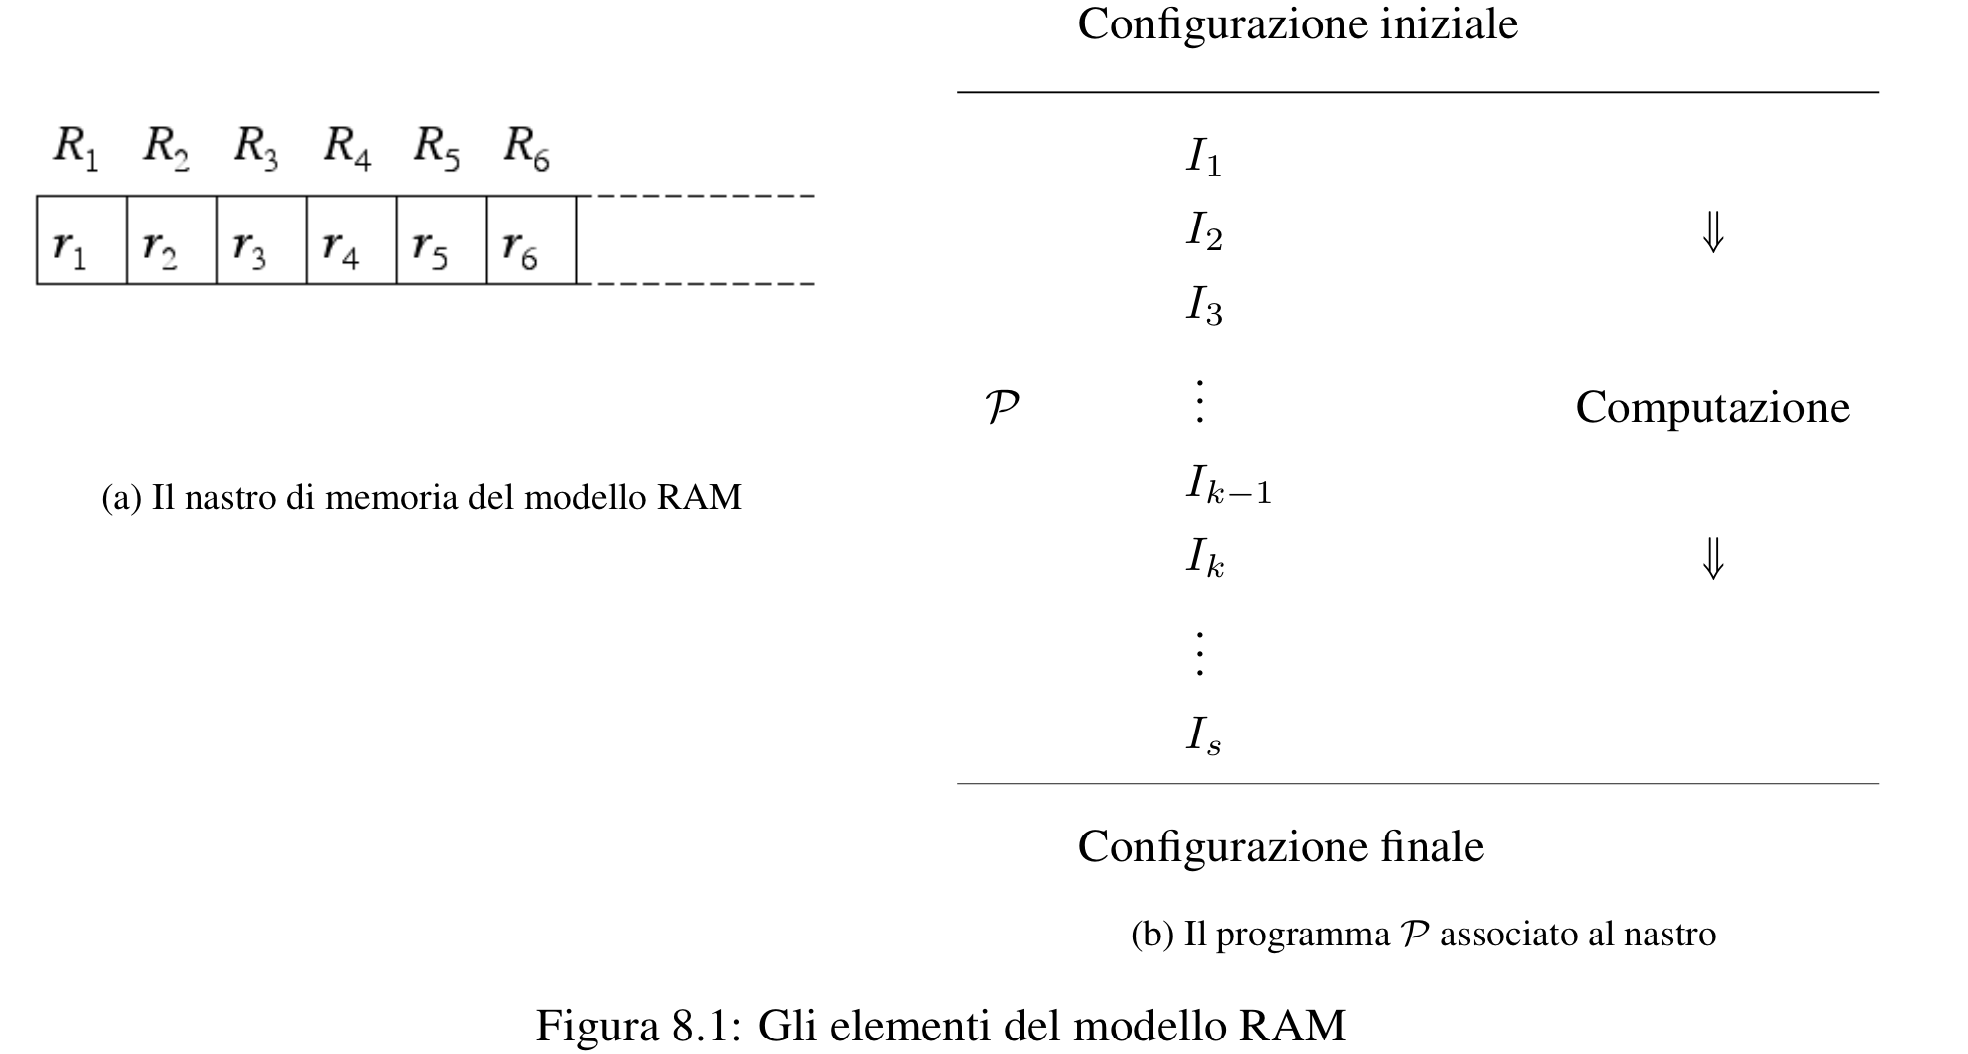 R₁ R₂ R₃ R₄ R₅ R₆
r₁ r₂ r₃ r₄ r₅ r₆
(a) Il nastro di memoria del modello RAM
Configurazione iniziale
I₁
I₂ ⇓
I₃
𝒫 ⋮ Computazione
Iₖ₋₁
Iₖ ⇓
⋮
Iₛ
Configurazione finale
(b) Il programma 𝒫 associato al nastro
Figura 8.1: Gli elementi del modello RAM